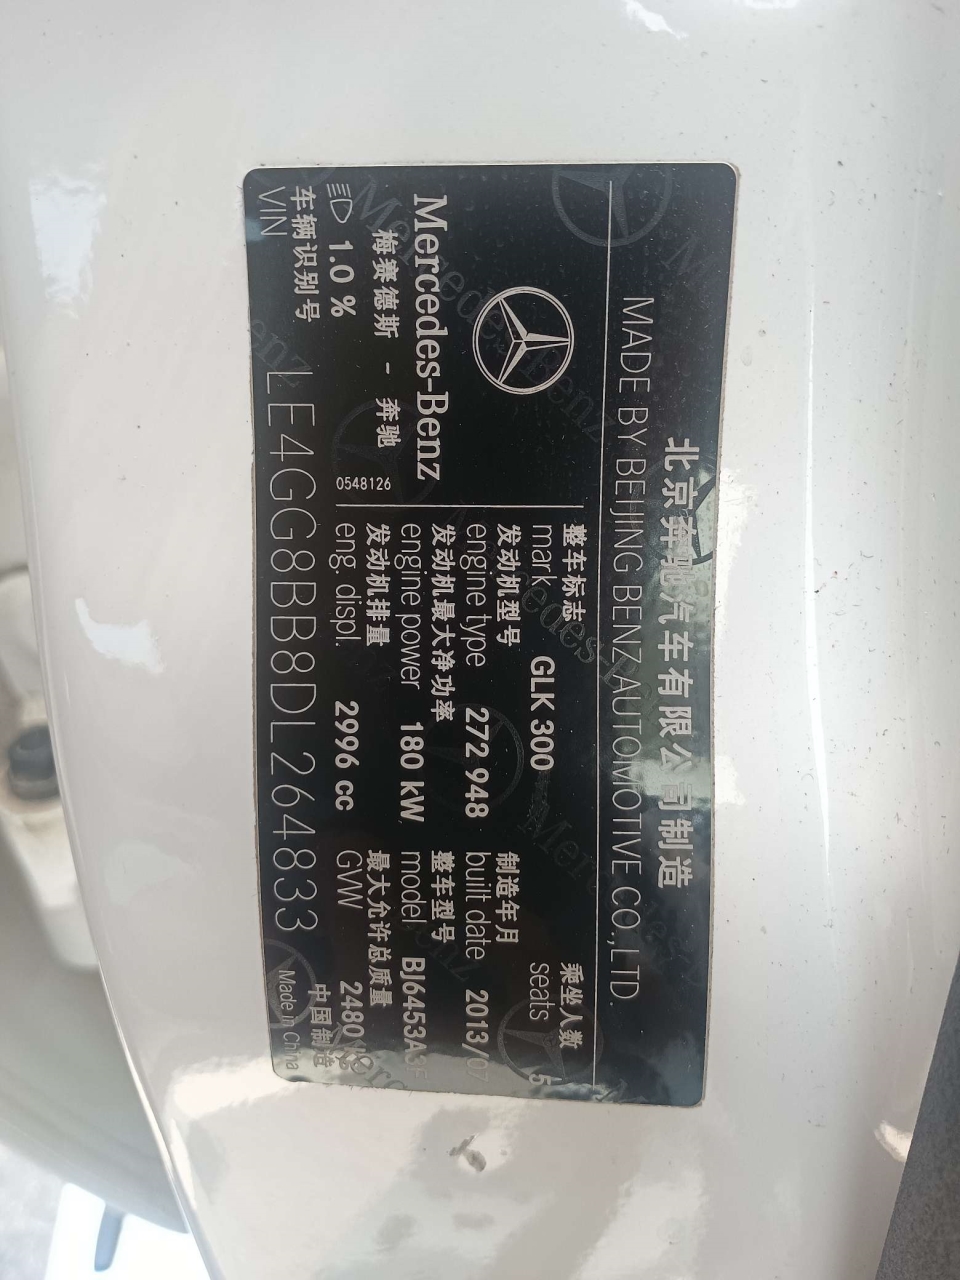 北京奔驰汽车有限公司制造
MADE BY BEIJING BENZ AUTOMOTIVE CO.,LTD.
Mercedes-Benz
梅赛德斯 - 奔驰
1.0 %
0548126
整车标志
mark GLK 300
乘坐人数
seats 5
发动机型号
engine type 272 948
制造年月
built date 2013/07
发动机最大净功率
engine power 180 kW
整车型号
model
发动机排量
eng. displ. 2996 cc
最大允许总质量
GW 2480
车辆识别号
VIN LE4GG8BB8DL264833
中国制造
Made in China